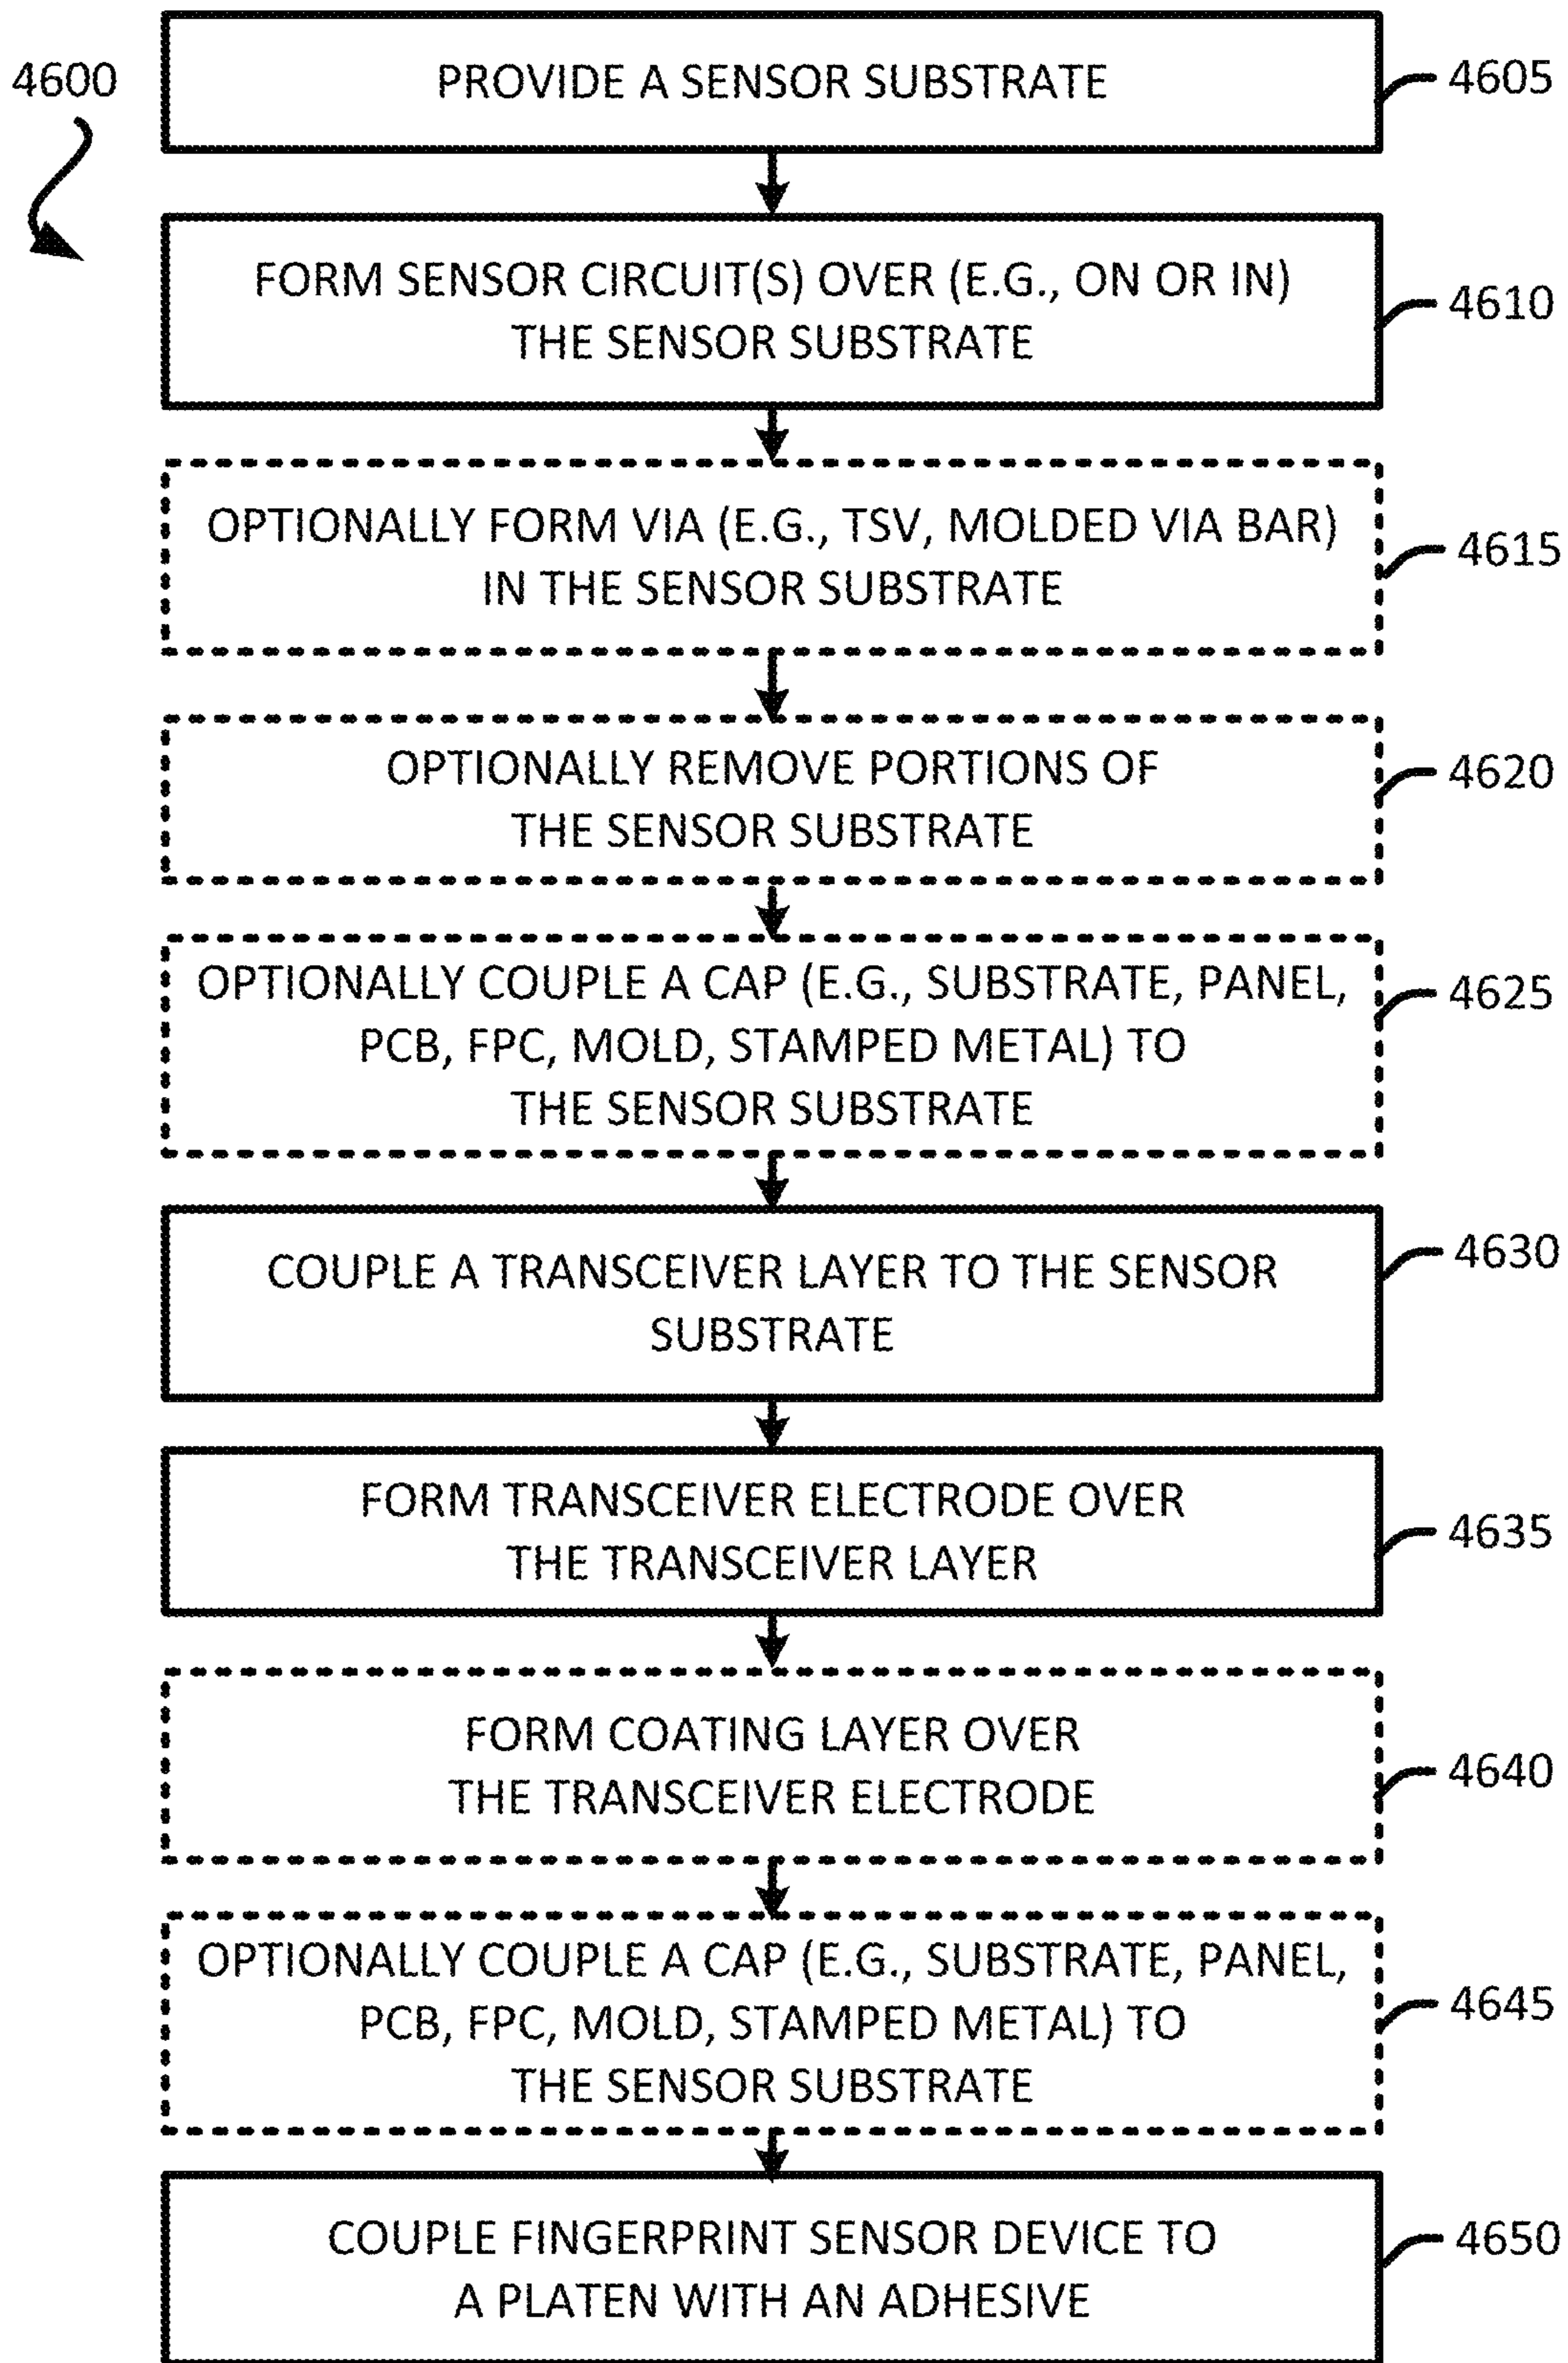 4600
PROVIDE A SENSOR SUBSTRATE
4605
FORM SENSOR CIRCUIT(S) OVER (E.G., ON OR IN)
THE SENSOR SUBSTRATE
4610
OPTIONALLY FORM VIA (E.G., TSV, MOLDED VIA BAR)
IN THE SENSOR SUBSTRATE
4615
OPTIONALLY REMOVE PORTIONS OF
THE SENSOR SUBSTRATE
4620
OPTIONALLY COUPLE A CAP (E.G., SUBSTRATE, PANEL,
PCB, FPC, MOLD, STAMPED METAL) TO
THE SENSOR SUBSTRATE
4625
COUPLE A TRANSCEIVER LAYER TO THE SENSOR
SUBSTRATE
4630
FORM TRANSCEIVER ELECTRODE OVER
THE TRANSCEIVER LAYER
4635
FORM COATING LAYER OVER
THE TRANSCEIVER ELECTRODE
4640
OPTIONALLY COUPLE A CAP (E.G., SUBSTRATE, PANEL,
PCB, FPC, MOLD, STAMPED METAL) TO
THE SENSOR SUBSTRATE
4645
COUPLE FINGERPRINT SENSOR DEVICE TO
A PLATEN WITH AN ADHESIVE
4650